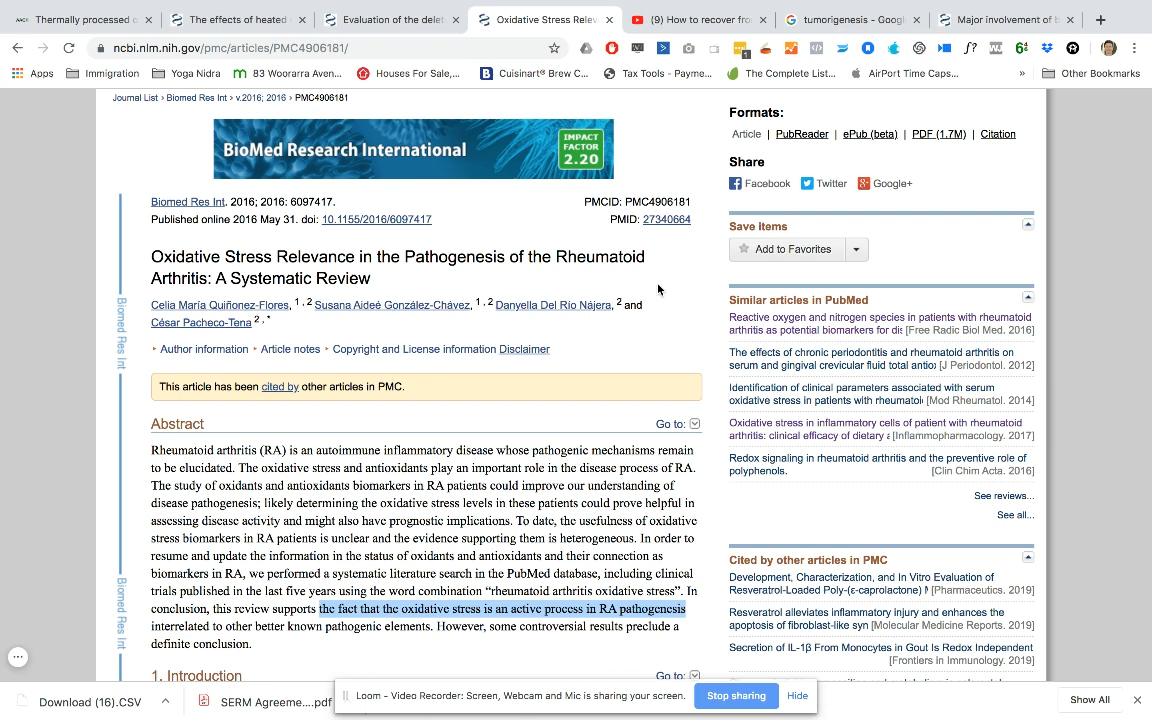 Thermally processed c
The effects of heated
Evaluation of the delet
Oxidative Stress Relev
(9) How to recover fro
tumorigenesis - Google
Major involvement of b
ncbi.nlm.nih.gov/pmc/articles/PMC4906181/
Apps
Immigration
Yoga Nidra
83 Woorarra Aven...
Houses For Sale,...
Cuisinart® Brew C...
Tax Tools - Payme...
The Complete List...
AirPort Time Caps...
»
Other Bookmarks
Journal List > Biomed Res Int > v.2016; 2016 > PMC4906181
BioMed Research International
IMPACT
FACTOR
2.20
Biomed Res Int. 2016; 2016: 6097417.
PMCID: PMC4906181
Published online 2016 May 31. doi: 10.1155/2016/6097417
PMID: 27340664
Oxidative Stress Relevance in the Pathogenesis of the Rheumatoid
Arthritis: A Systematic Review
Celia María Quiñonez-Flores, 1 , 2 Susana Aideé González-Chávez, 1 , 2 Danyella Del Río Nájera, 2 and
César Pacheco-Tena 2 , *
Author information
Article notes
Copyright and License information Disclaimer
This article has been cited by other articles in PMC.
Abstract
Go to:
Rheumatoid arthritis (RA) is an autoimmune inflammatory disease whose pathogenic mechanisms remain
to be elucidated. The oxidative stress and antioxidants play an important role in the disease process of RA.
The study of oxidants and antioxidants biomarkers in RA patients could improve our understanding of
disease pathogenesis; likely determining the oxidative stress levels in these patients could prove helpful in
assessing disease activity and might also have prognostic implications. To date, the usefulness of oxidative
stress biomarkers in RA patients is unclear and the evidence supporting them is heterogeneous. In order to
resume and update the information in the status of oxidants and antioxidants and their connection as
biomarkers in RA, we performed a systematic literature search in the PubMed database, including clinical
trials published in the last five years using the word combination “rheumatoid arthritis oxidative stress”. In
conclusion, this review supports the fact that the oxidative stress is an active process in RA pathogenesis
interrelated to other better known pathogenic elements. However, some controversial results preclude a
definite conclusion.
1. Introduction
Go to:
Biomed Res Int
Biomed Res Int
Formats:
Article | PubReader | ePub (beta) | PDF (1.7M) | Citation
Share
Facebook
Twitter
Google+
Save items
Add to Favorites
Similar articles in PubMed
Reactive oxygen and nitrogen species in patients with rheumatoid
arthritis as potential biomarkers for dis [Free Radic Biol Med. 2016]
The effects of chronic periodontitis and rheumatoid arthritis on
serum and gingival crevicular fluid total antio [J Periodontol. 2012]
Identification of clinical parameters associated with serum
oxidative stress in patients with rheumatoi [Mod Rheumatol. 2014]
Oxidative stress in inflammatory cells of patient with rheumatoid
arthritis: clinical efficacy of dietary a [Inflammopharmacology. 2017]
Redox signaling in rheumatoid arthritis and the preventive role of
polyphenols. [Clin Chim Acta. 2016]
See reviews...
See all...
Cited by other articles in PMC
Development, Characterization, and In Vitro Evaluation of
Resveratrol-Loaded Poly-(ε-caprolactone) [Pharmaceutics. 2019]
Resveratrol alleviates inflammatory injury and enhances the
apoptosis of fibroblast-like syn [Molecular Medicine Reports. 2019]
Secretion of IL-1β From Monocytes in Gout Is Redox Independent
[Frontiers in Immunology. 2019]
Download (16).CSV
SERM Agreeme....pdf
Loom - Video Recorder: Screen, Webcam and Mic is sharing your screen.
Stop sharing
Hide
Show All